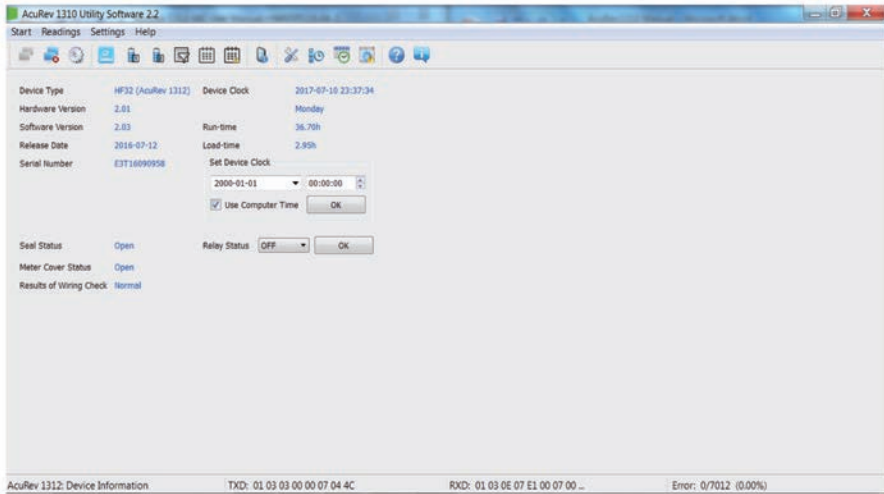 AcuRev 1310 Utility Software 2.2
Start Readings Settings Help
Device Type HF32 (AcuRev 1312) Device Clock 2017-07-10 23:37:34
Hardware Version 2.01 Monday
Software Version 2.03 Run-time 36.70h
Release Date 2016-07-12 Load-time 2.95h
Serial Number E3T16090958 Set Device Clock
2000-01-01 00:00:00
Use Computer Time OK
Seal Status Open Relay Status OFF OK
Meter Cover Status Open
Results of Wiring Check Normal
AcuRev 1312: Device Information TXD: 01 03 03 00 00 07 04 4C RXD: 01 03 0E 07 E1 00 07 00 ... Error: 0/7012 (0.00%)